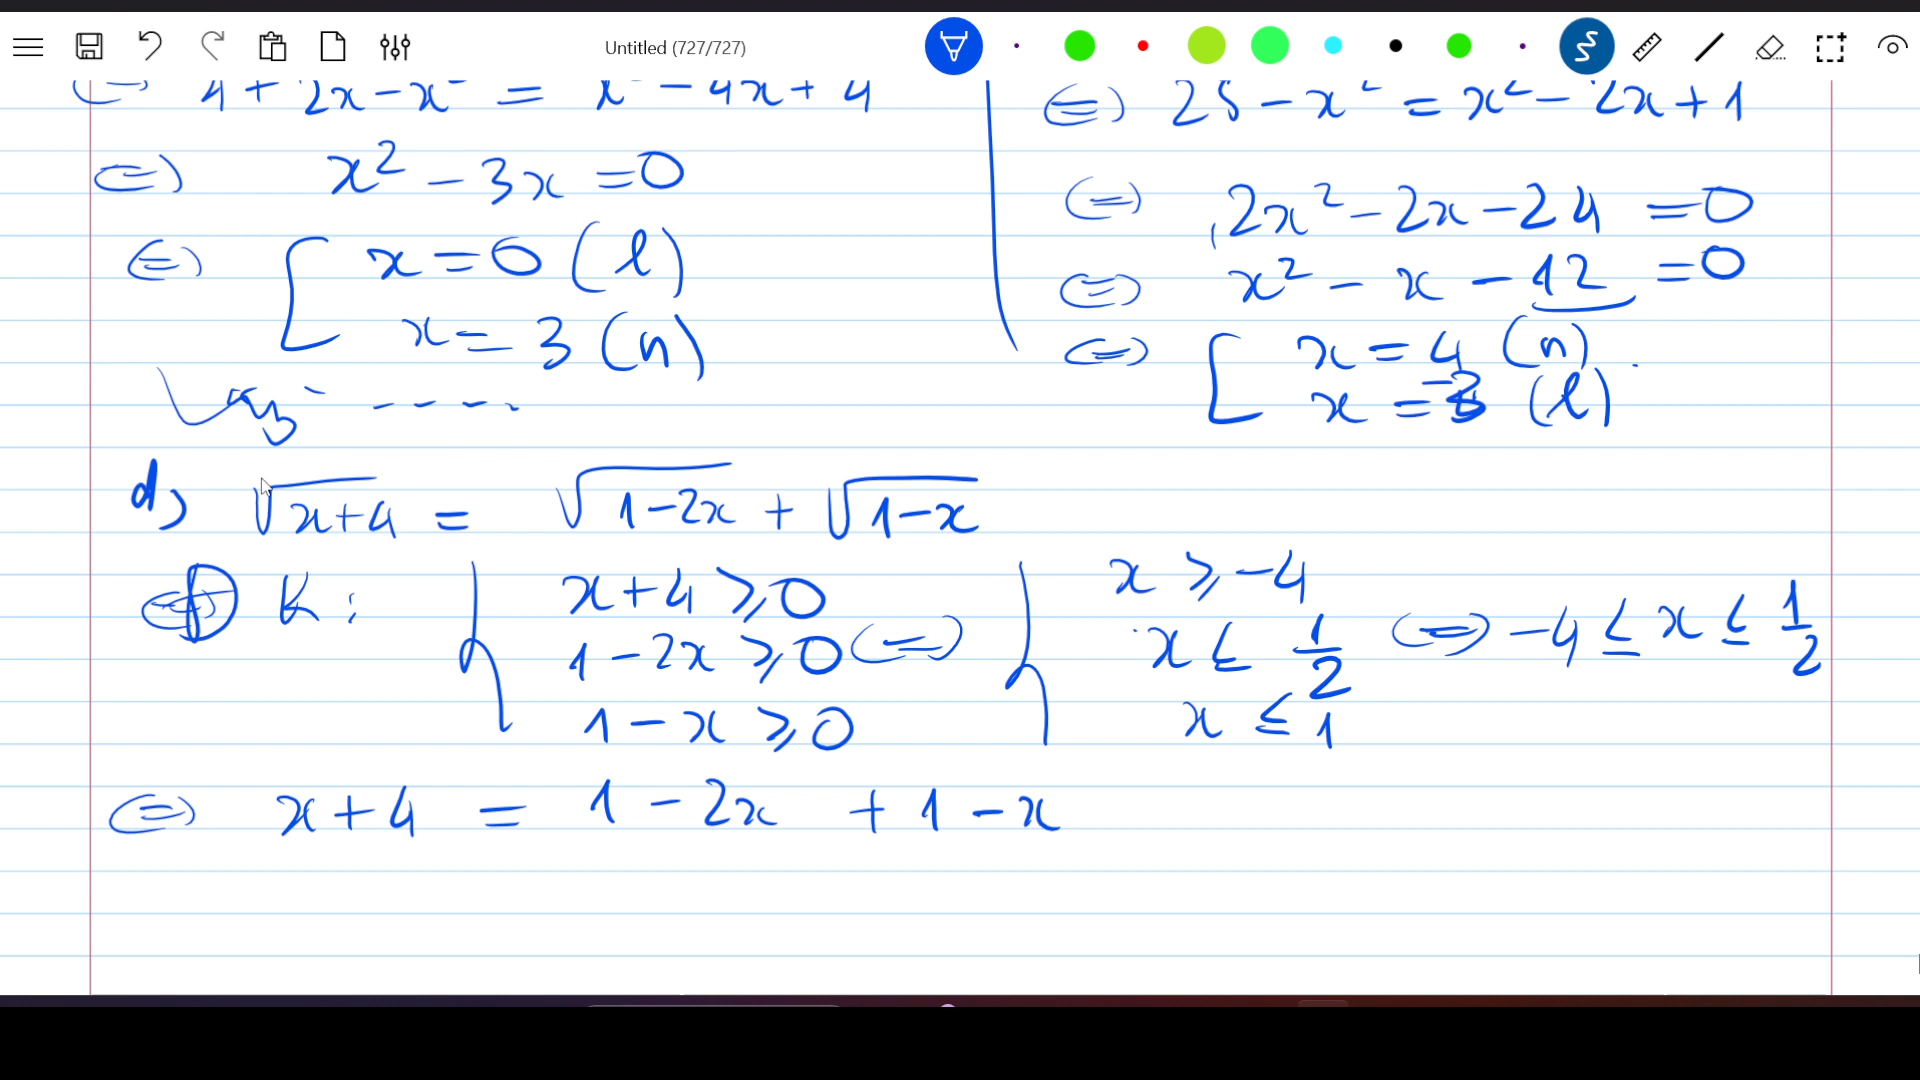 Untitled (727/727)
⇔ 4 + 2x - x² = x² - 4x + 4
⇔ x² - 3x = 0
⇔ [ x = 0 (l)
x = 3 (n)
Vậy ----
⇔ 25 - x² = x² - 2x + 1
⇔ 2x² - 2x - 24 = 0
⇔ x² - x - 12 = 0
⇔ [ x = 4 (n)
x = -3 (l)
d) √(x+4) = √(1-2x) + √(1-x)
ĐK: { x+4 ≥ 0
1 - 2x ≥ 0 ⇔
1 - x ≥ 0
{ x ≥ -4
x ≤ 1/2 ⇔ -4 ≤ x ≤ 1/2
x ≤ 1
⇔ x+4 = 1 - 2x + 1 - x